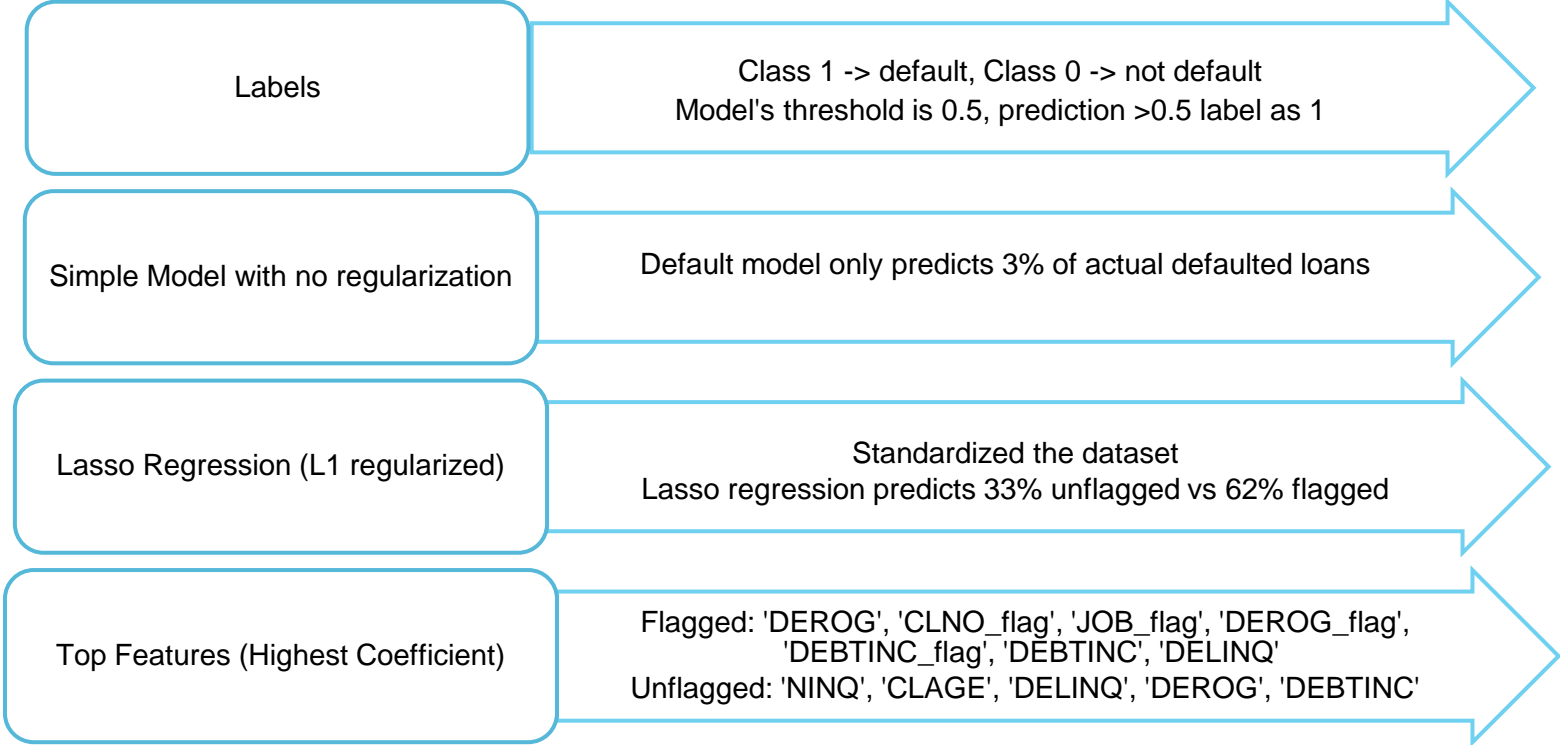 Labels
Class 1 -> default, Class 0 -> not default
Model's threshold is 0.5, prediction >0.5 label as 1
Simple Model with no regularization
Default model only predicts 3% of actual defaulted loans
Lasso Regression (L1 regularized)
Standardized the dataset
Lasso regression predicts 33% unflagged vs 62% flagged
Top Features (Highest Coefficient)
Flagged: 'DEROG', 'CLNO_flag', 'JOB_flag', 'DEROG_flag',
'DEBTINC_flag', 'DEBTINC', 'DELINQ'
Unflagged: 'NINQ', 'CLAGE', 'DELINQ', 'DEROG', 'DEBTINC'